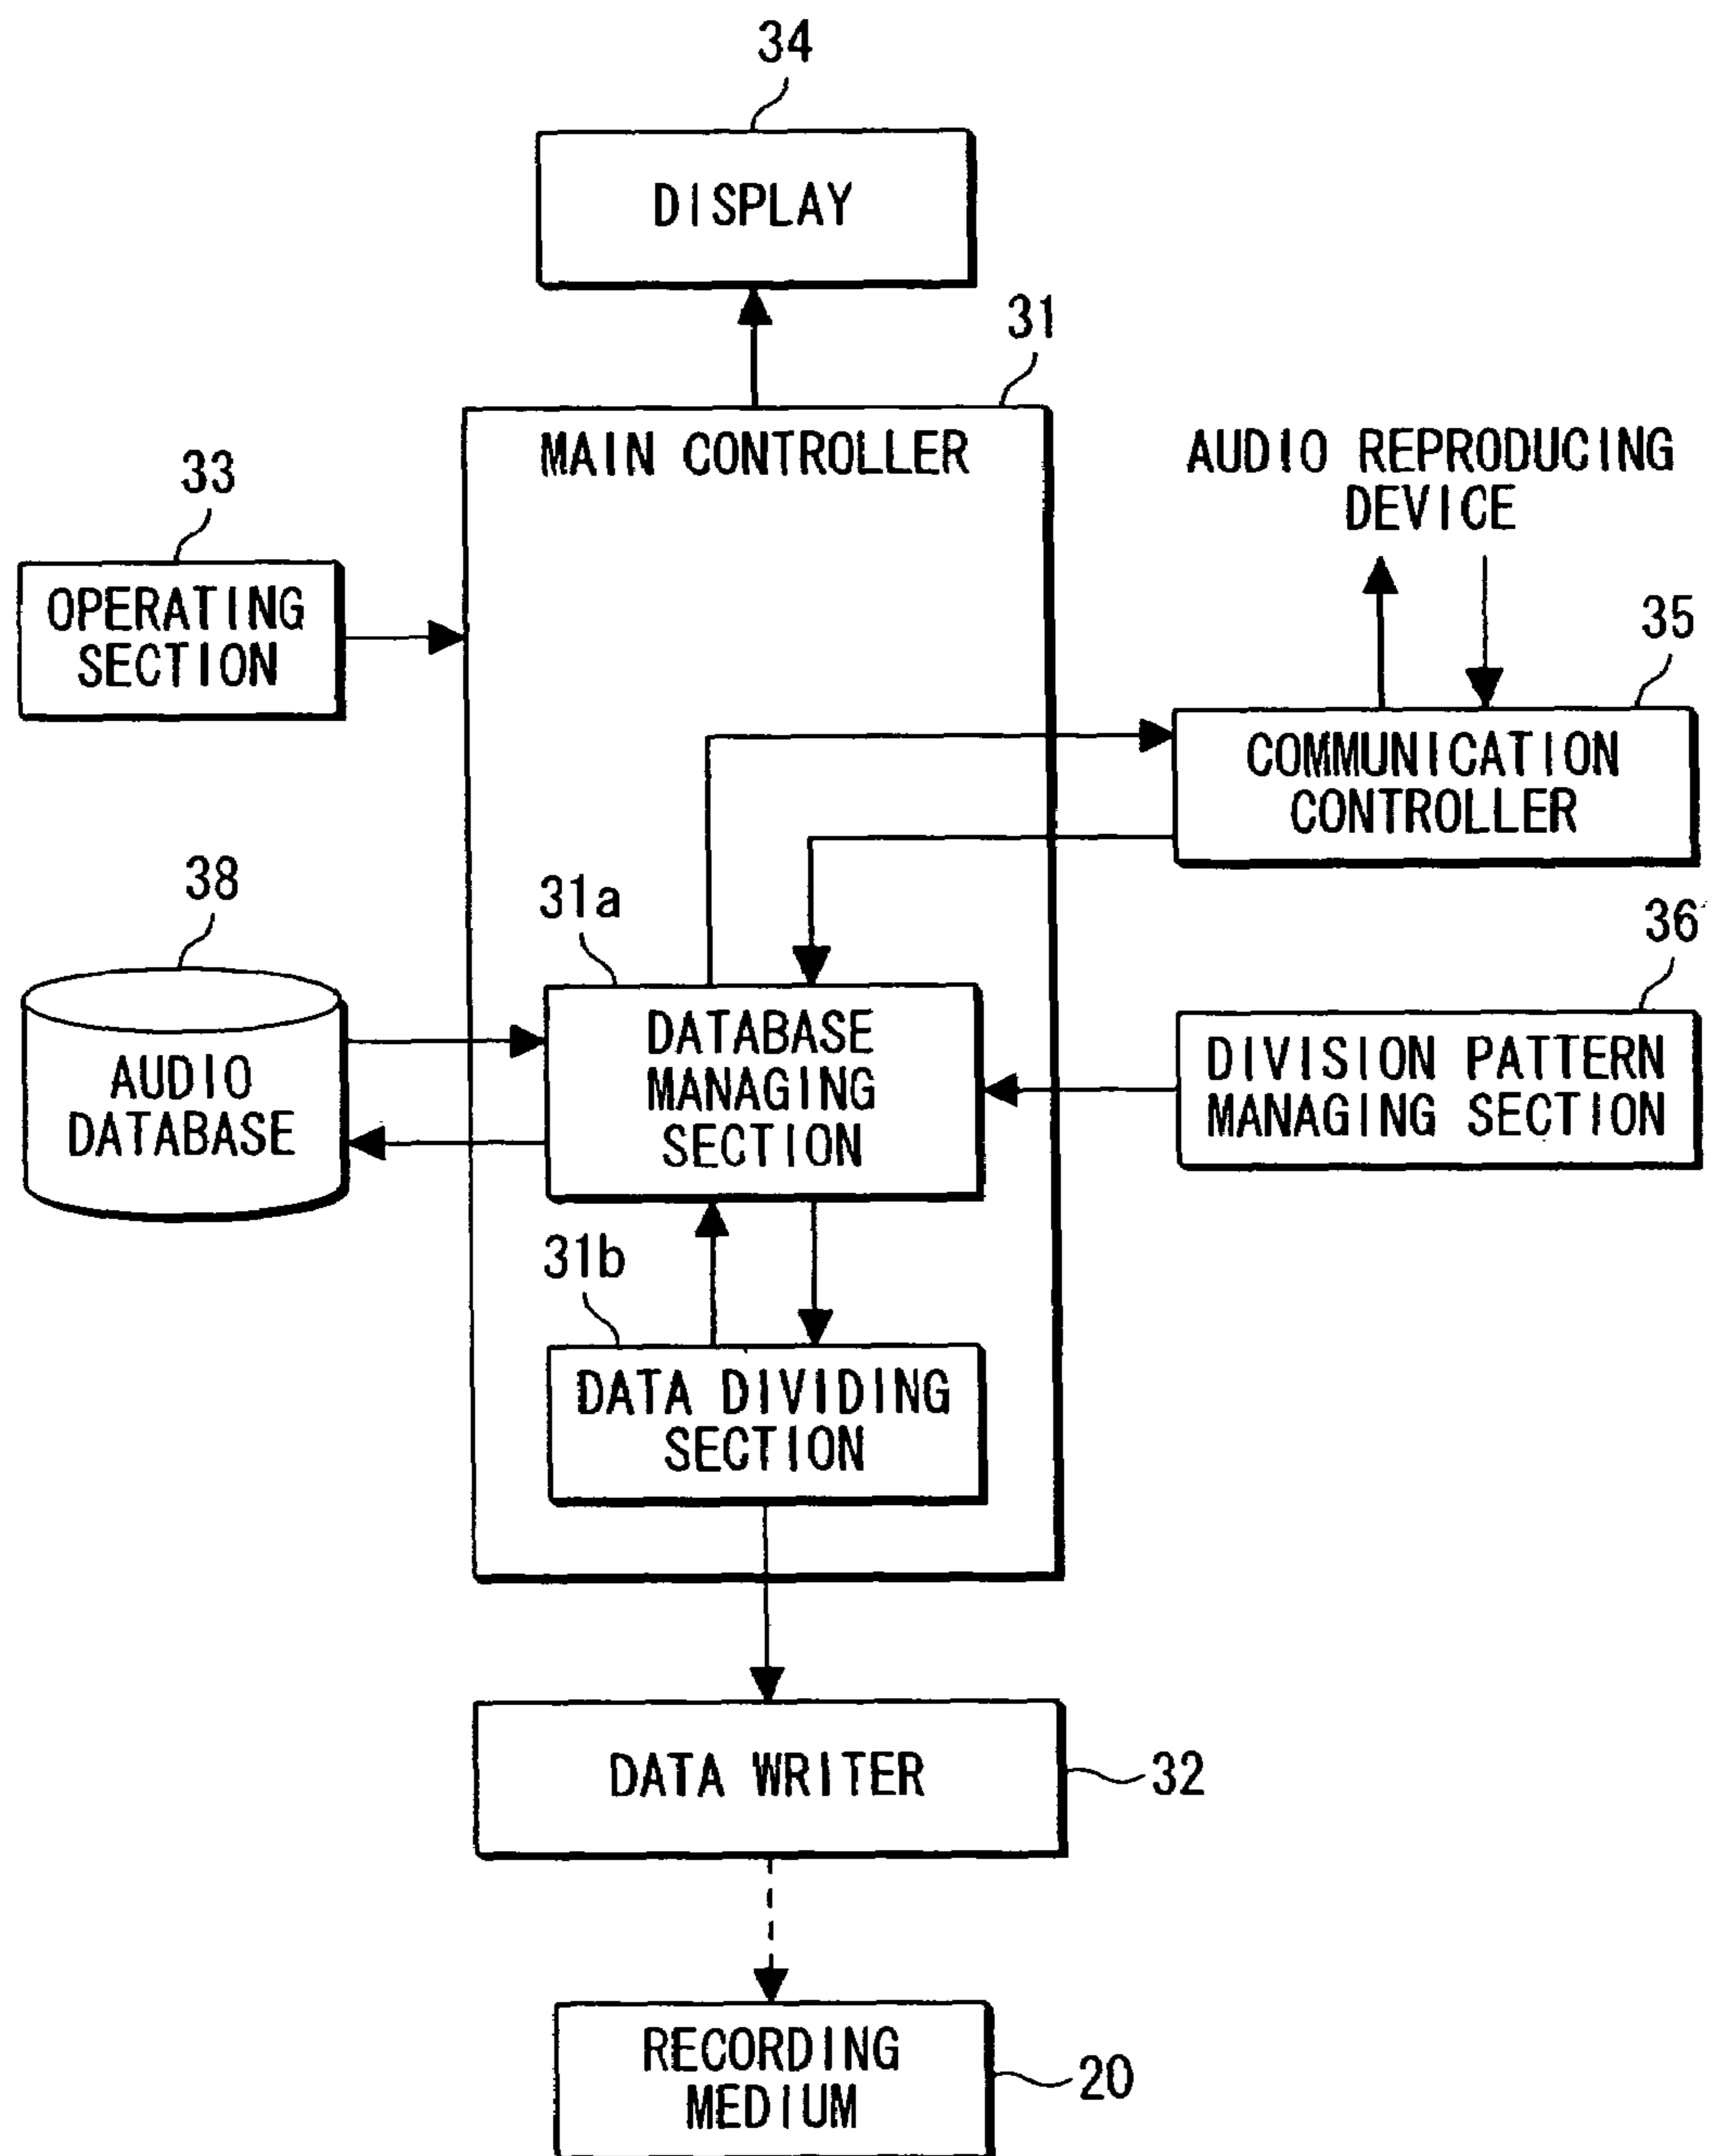 34
DISPLAY
31
MAIN CONTROLLER
AUDIO REPRODUCING
DEVICE
33
OPERATING
SECTION
35
COMMUNICATION
CONTROLLER
38
AUDIO
DATABASE
31a
DATABASE
MANAGING
SECTION
36
DIVISION PATTERN
MANAGING SECTION
31b
DATA DIVIDING
SECTION
DATA WRITER
32
RECORDING
MEDIUM
20